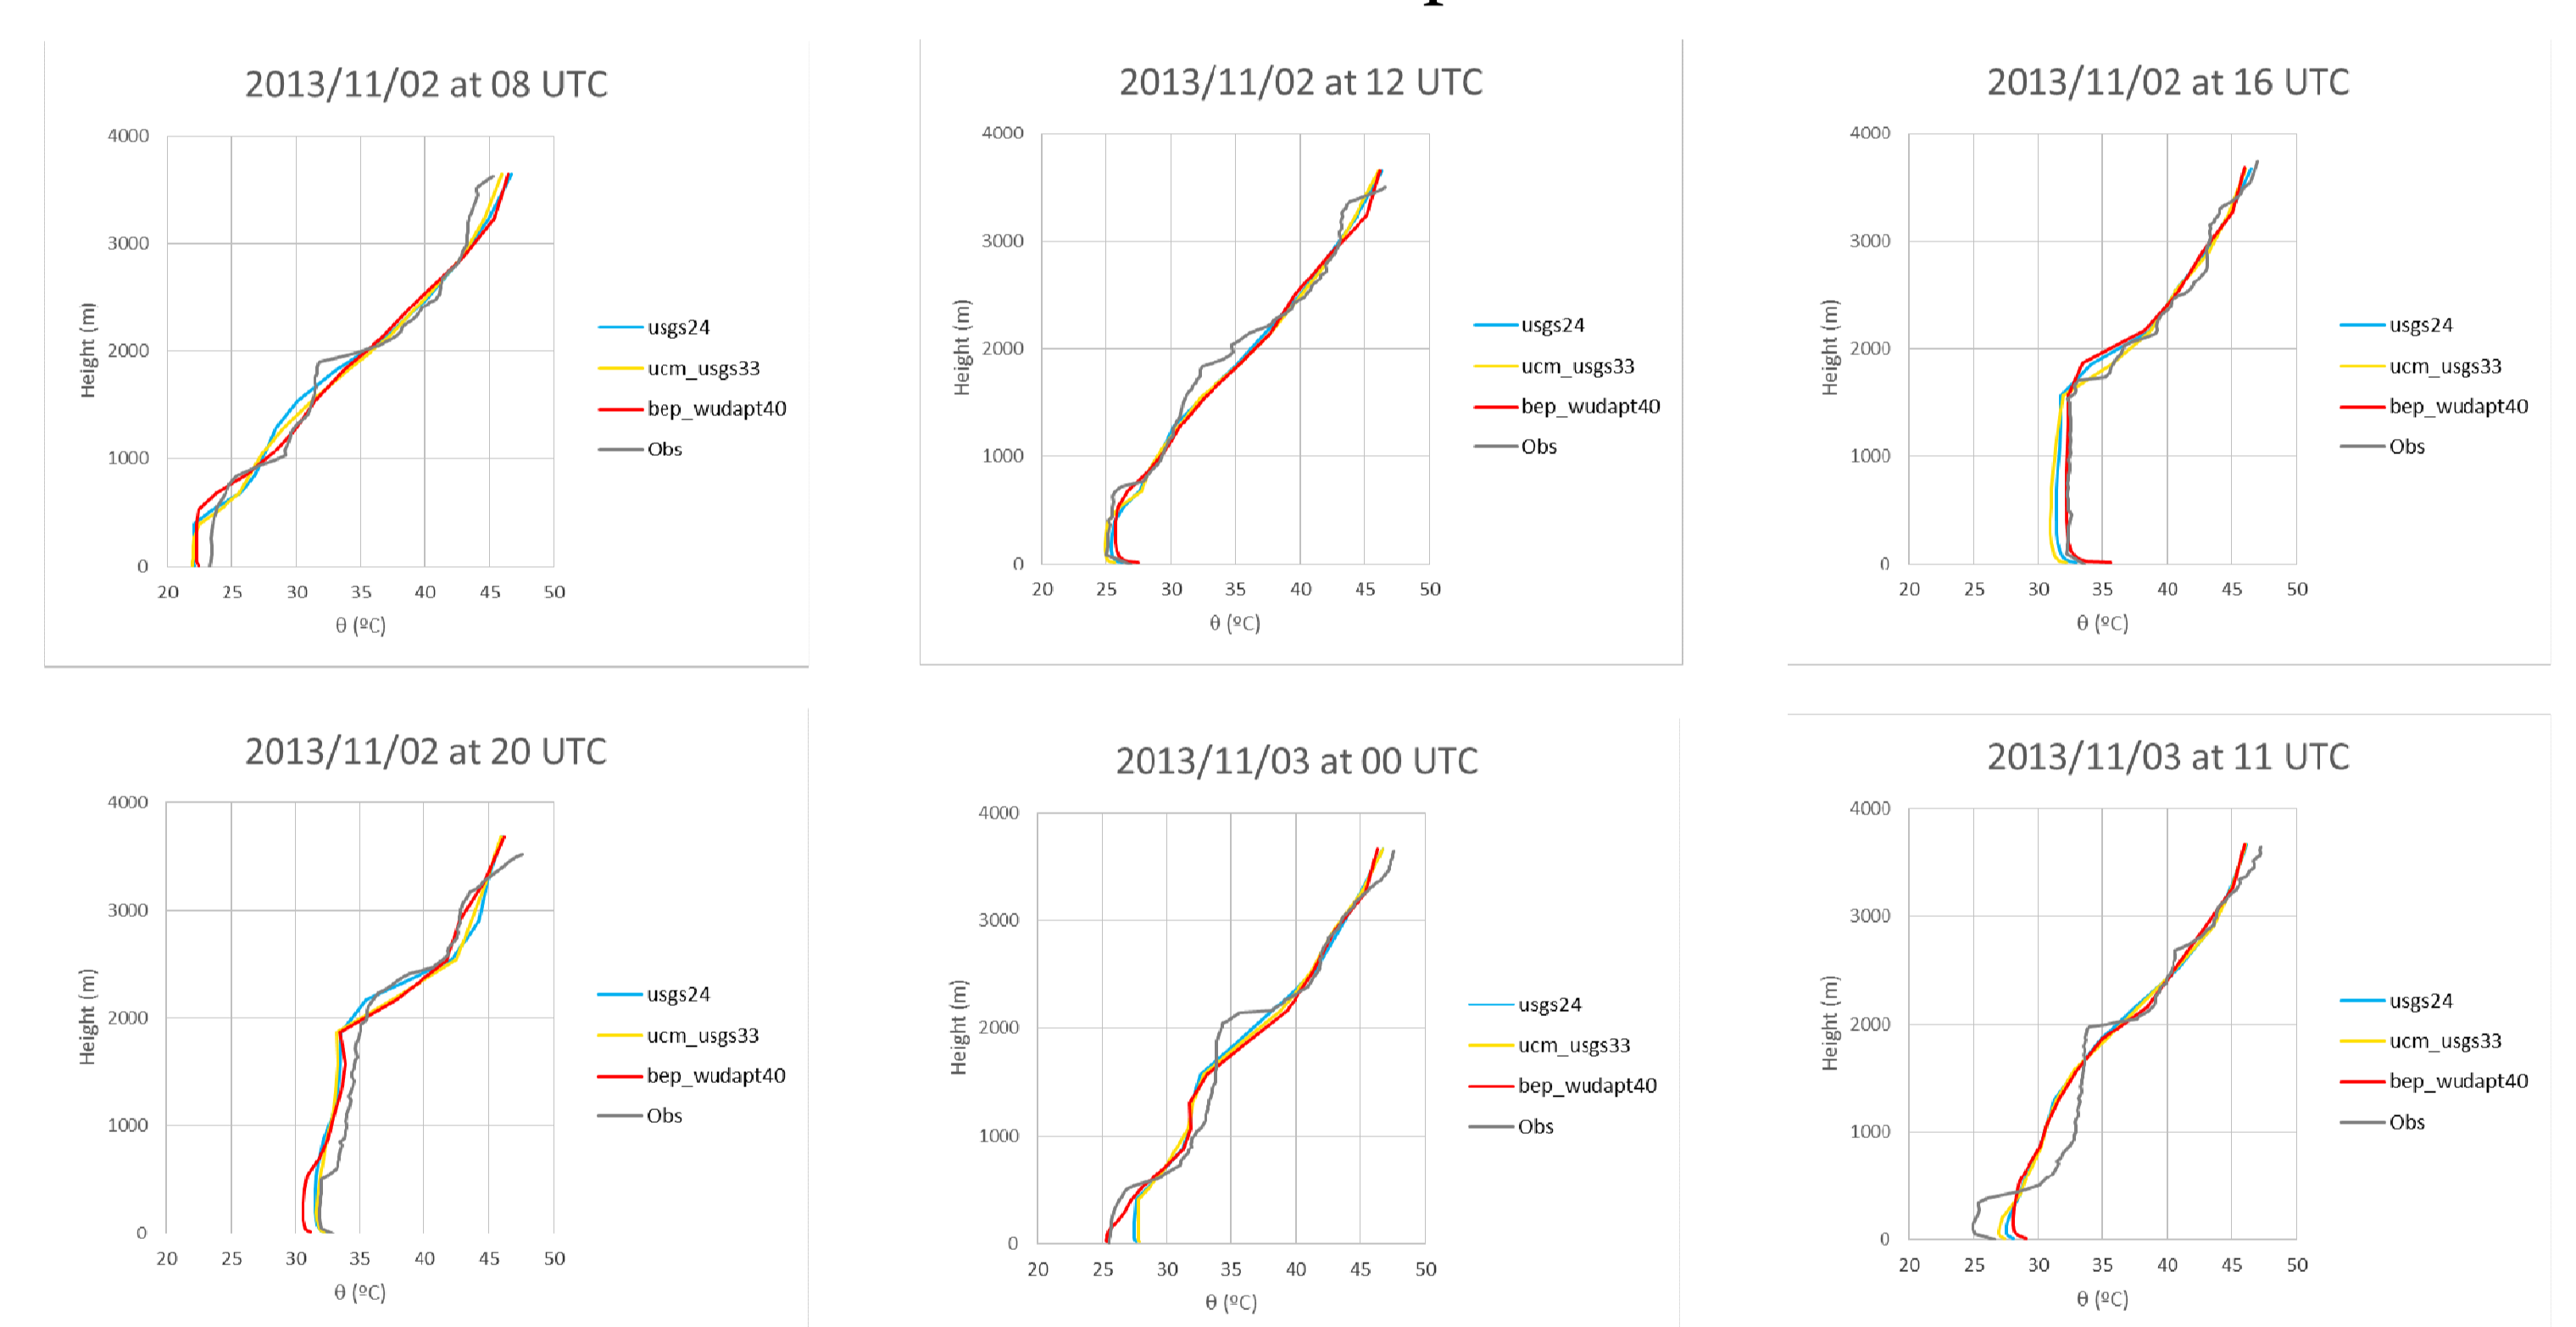 2013/11/02 at 08 UTC
4000
3000
2000
1000
0
20 25 30 35 40 45 50
Height (m)
θ (ºC)
usgs24
ucm_usgs33
bep_wudapt40
Obs
2013/11/02 at 12 UTC
4000
3000
2000
1000
0
20 25 30 35 40 45 50
Height (m)
θ (ºC)
usgs24
ucm_usgs33
bep_wudapt40
Obs
2013/11/02 at 16 UTC
4000
3000
2000
1000
0
20 25 30 35 40 45 50
Height (m)
θ (ºC)
usgs24
ucm_usgs33
bep_wudapt40
Obs
2013/11/02 at 20 UTC
4000
3000
2000
1000
0
20 25 30 35 40 45 50
Height (m)
θ (ºC)
usgs24
ucm_usgs33
bep_wudapt40
Obs
2013/11/03 at 00 UTC
4000
3000
2000
1000
0
20 25 30 35 40 45 50
Height (m)
θ (ºC)
usgs24
ucm_usgs33
bep_wudapt40
Obs
2013/11/03 at 11 UTC
4000
3000
2000
1000
0
20 25 30 35 40 45 50
Height (m)
θ (ºC)
usgs24
ucm_usgs33
bep_wudapt40
Obs